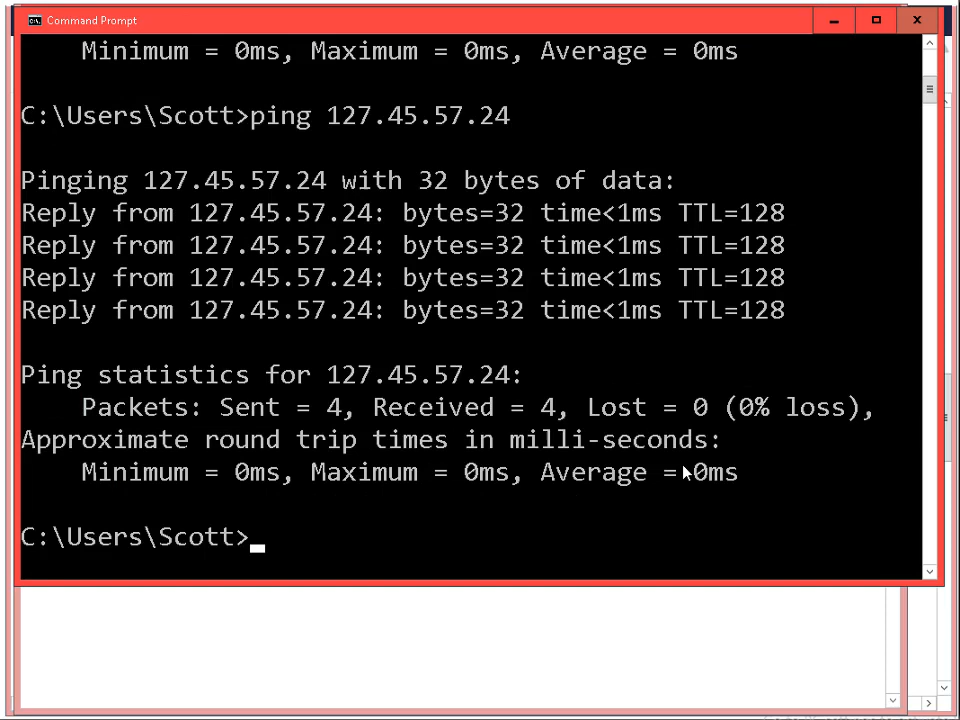 Command Prompt
Minimum = 0ms, Maximum = 0ms, Average = 0ms
C:\Users\Scott>ping 127.45.57.24
Pinging 127.45.57.24 with 32 bytes of data:
Reply from 127.45.57.24: bytes=32 time<1ms TTL=128
Reply from 127.45.57.24: bytes=32 time<1ms TTL=128
Reply from 127.45.57.24: bytes=32 time<1ms TTL=128
Reply from 127.45.57.24: bytes=32 time<1ms TTL=128
Ping statistics for 127.45.57.24:
Packets: Sent = 4, Received = 4, Lost = 0 (0% loss),
Approximate round trip times in milli-seconds:
Minimum = 0ms, Maximum = 0ms, Average = 0ms
C:\Users\Scott>